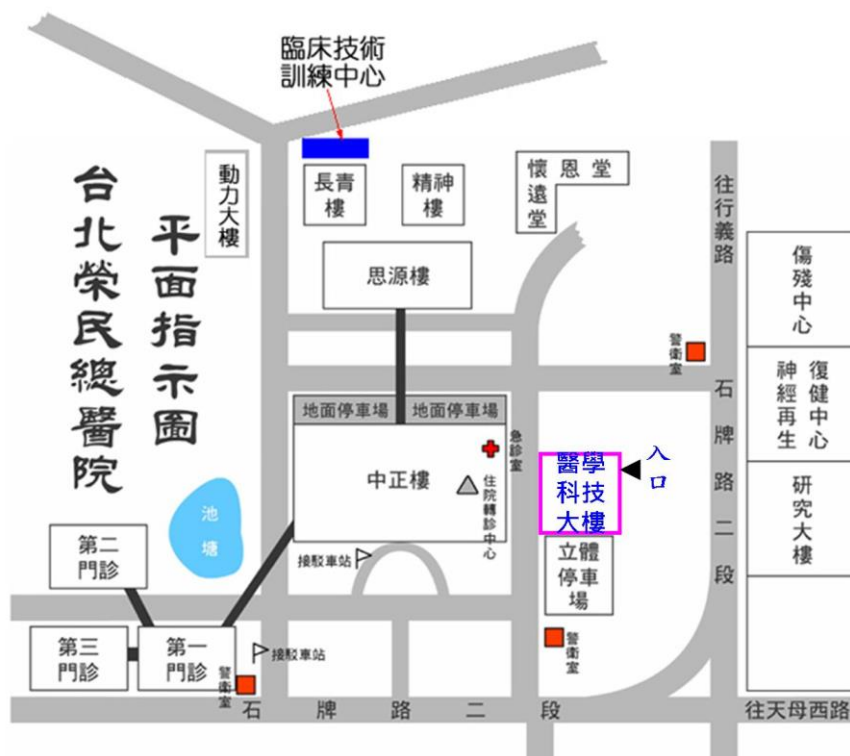 台北榮民總醫院
平面指示圖
臨床技術
訓練中心
動力大樓
長青
樓
精神
樓
懷恩堂
懷遠堂
往行義路
思源樓
傷殘中心
警衛室
復健中心
神經再生
地面停車場
地面停車場
急診室
中正樓
住院轉診中心
醫學
科技
大樓
入口
石牌路二段
研究大樓
池塘
第二
門診
接駁車站
立體
停車
場
第三
門診
第一
門診
接駁車站
警衛室
警衛室
石牌路二段
往天母西路